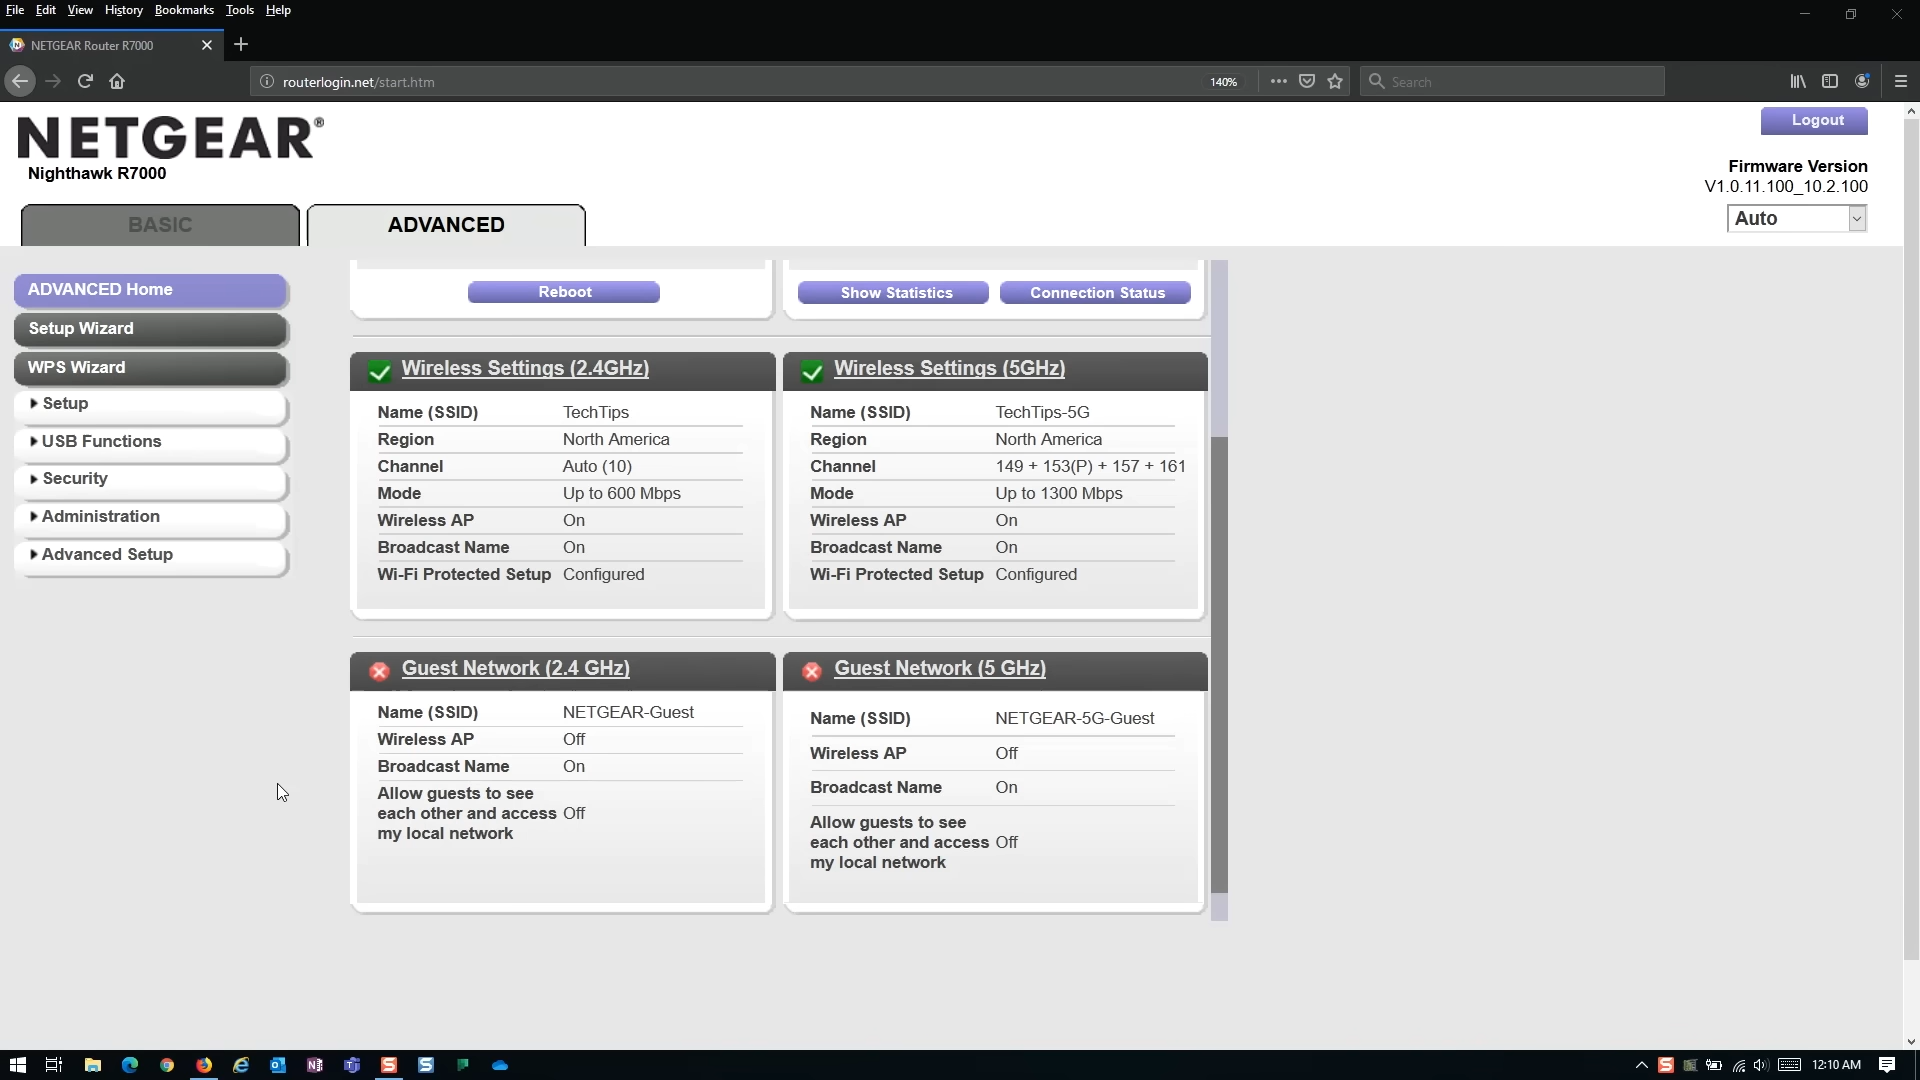 File Edit View History Bookmarks Tools Help
NETGEAR Router R7000
routerlogin.net/start.htm 140% Search
NETGEAR®
Nighthawk R7000
Logout
Firmware Version
V1.0.11.100_10.2.100
BASIC ADVANCED Auto
ADVANCED Home
Setup Wizard
WPS Wizard
Setup
USB Functions
Security
Administration
Advanced Setup
Reboot Show Statistics Connection Status
Wireless Settings (2.4GHz)
Name (SSID) TechTips
Region North America
Channel Auto (10)
Mode Up to 600 Mbps
Wireless AP On
Broadcast Name On
Wi-Fi Protected Setup Configured
Wireless Settings (5GHz)
Name (SSID) TechTips-5G
Region North America
Channel 149 + 153(P) + 157 + 161
Mode Up to 1300 Mbps
Wireless AP On
Broadcast Name On
Wi-Fi Protected Setup Configured
Guest Network (2.4 GHz)
Name (SSID) NETGEAR-Guest
Wireless AP Off
Broadcast Name On
Allow guests to see
each other and access Off
my local network
Guest Network (5 GHz)
Name (SSID) NETGEAR-5G-Guest
Wireless AP Off
Broadcast Name On
Allow guests to see
each other and access Off
my local network
12:10 AM